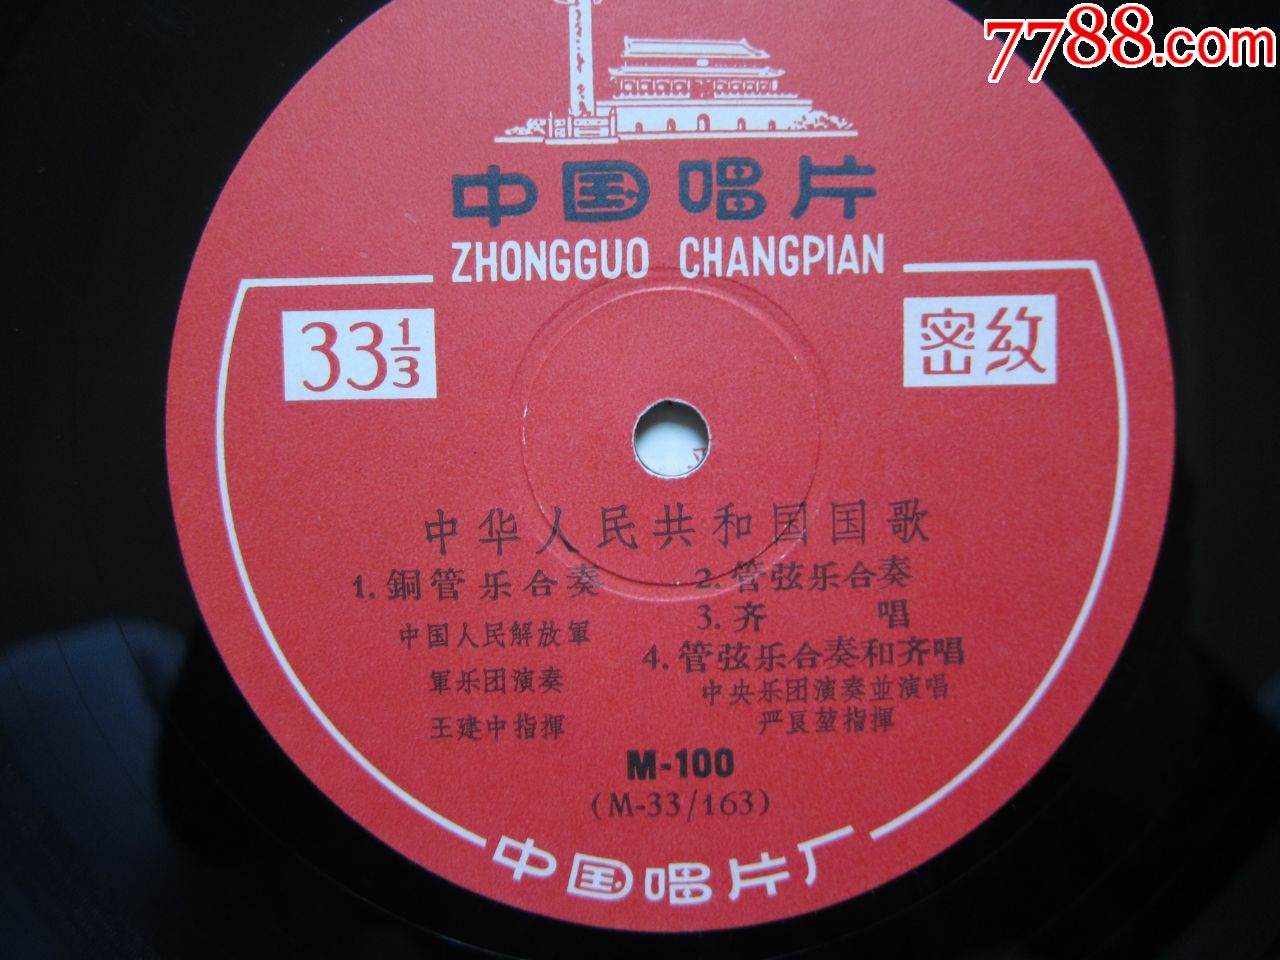 7788.com
中国唱片
ZHONGGUO CHANGPIAN
33 1/3
密紋
中华人民共和国国歌
1. 銅管乐合奏
中国人民解放軍
軍乐团演奏
王建中指揮
2. 管弦乐合奏
3. 齐 唱
4. 管弦乐合奏和齐唱
中央乐团演奏並演唱
严良堃指揮
M-100
(M-33/163)
中国唱片厂